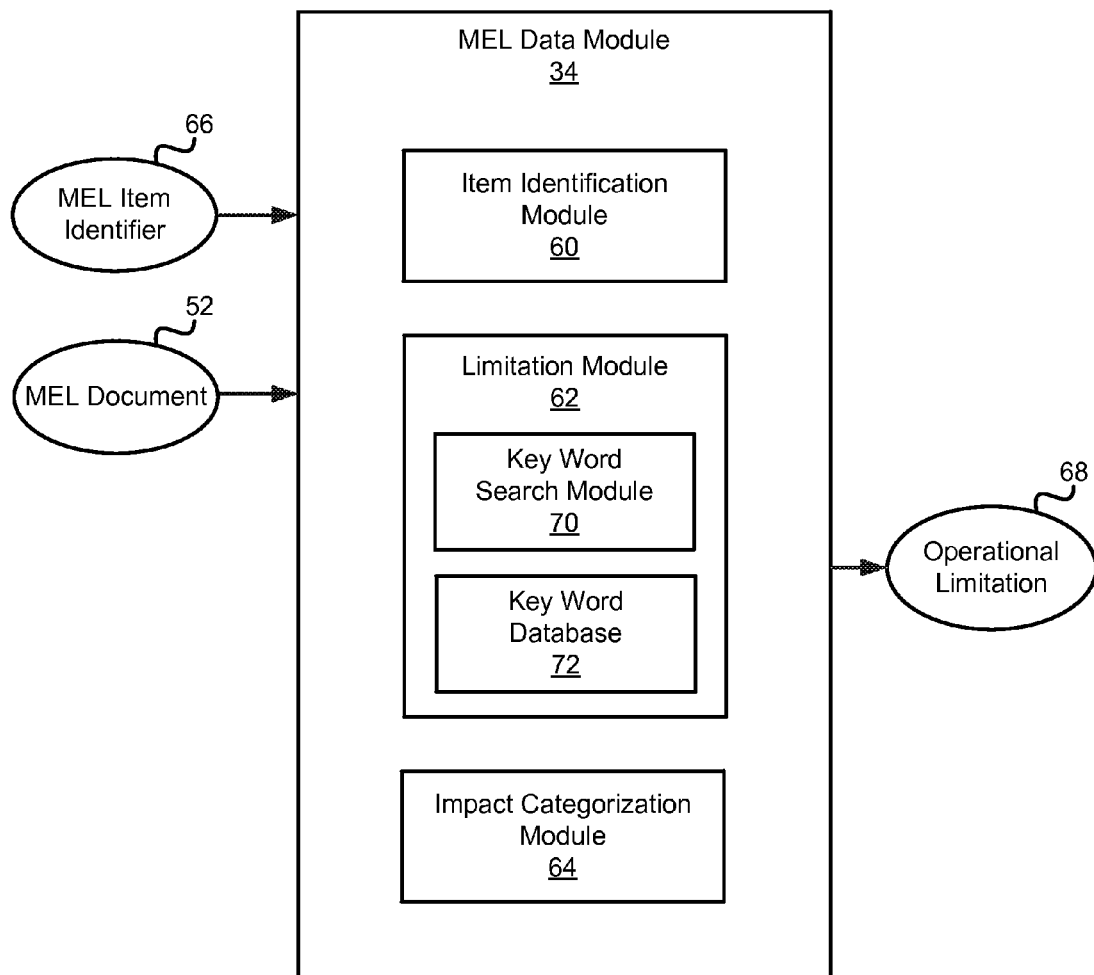 MEL Data Module
34
66
MEL Item
Identifier
Item Identification
Module
60
52
MEL Document
Limitation Module
62
Key Word
Search Module
70
68
Operational
Limitation
Key Word
Database
72
Impact Categorization
Module
64